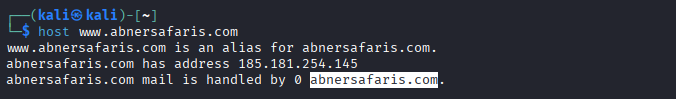 ┌──(kali㉿kali)-[~]
└─$ host www.abnersafaris.com
www.abnersafaris.com is an alias for abnersafaris.com.
abnersafaris.com has address 185.181.254.145
abnersafaris.com mail is handled by 0 abnersafaris.com.